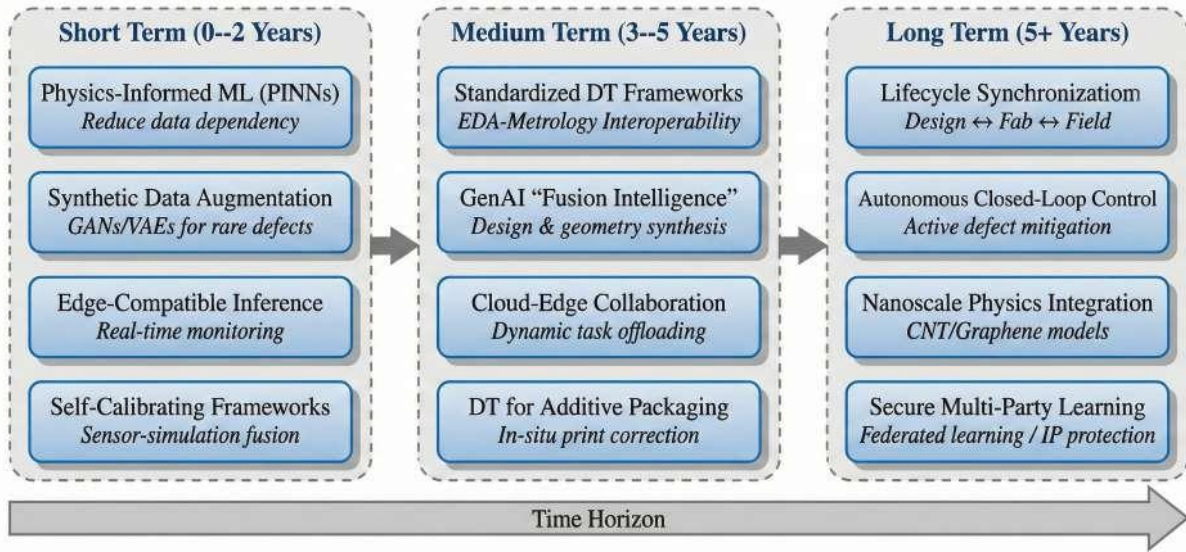 Short Term (0--2 Years)
Physics-Informed ML (PINNs)
Reduce data dependency
Synthetic Data Augmentation
GANs/VAEs for rare defects
Edge-Compatible Inference
Real-time monitoring
Self-Calibrating Frameworks
Sensor-simulation fusion
Medium Term (3--5 Years)
Standardized DT Frameworks
EDA-Metrology Interoperability
GenAI “Fusion Intelligence”
Design & geometry synthesis
Cloud-Edge Collaboration
Dynamic task offloading
DT for Additive Packaging
In-situ print correction
Long Term (5+ Years)
Lifecycle Synchronization
Design ↔ Fab ↔ Field
Autonomous Closed-Loop Control
Active defect mitigation
Nanoscale Physics Integration
CNT/Graphene models
Secure Multi-Party Learning
Federated learning / IP protection
Time Horizon